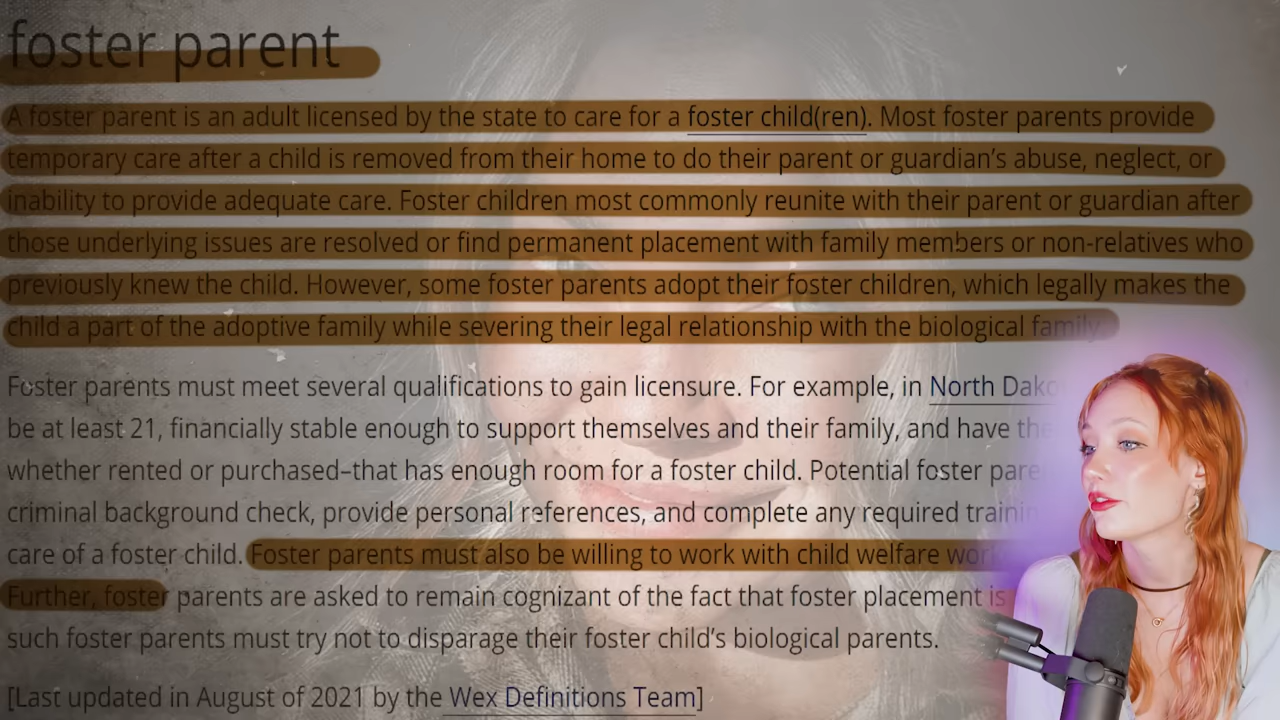 foster parent
A foster parent is an adult licensed by the state to care for a foster child(ren). Most foster parents provide
temporary care after a child is removed from their home to do their parent or guardian's abuse, neglect, or
inability to provide adequate care. Foster children most commonly reunite with their parent or guardian after
those underlying issues are resolved or find permanent placement with family members or non-relatives who
previously knew the child. However, some foster parents adopt their foster children, which legally makes the
child a part of the adoptive family while severing their legal relationship with the biological family.
Foster parents must meet several qualifications to gain licensure. For example, in North
be at least 21, financially stable enough to support themselves and their family, and have
whether rented or purchased–that has enough room for a foster child. Potential foster
criminal background check, provide personal references, and complete any required
care of a foster child. Foster parents must also be willing to work with child welfare
Further, foster parents are asked to remain cognizant of the fact that foster placement is
such foster parents must try not to disparage their foster child's biological parents.
[Last updated in August of 2021 by the Wex Definitions Team]